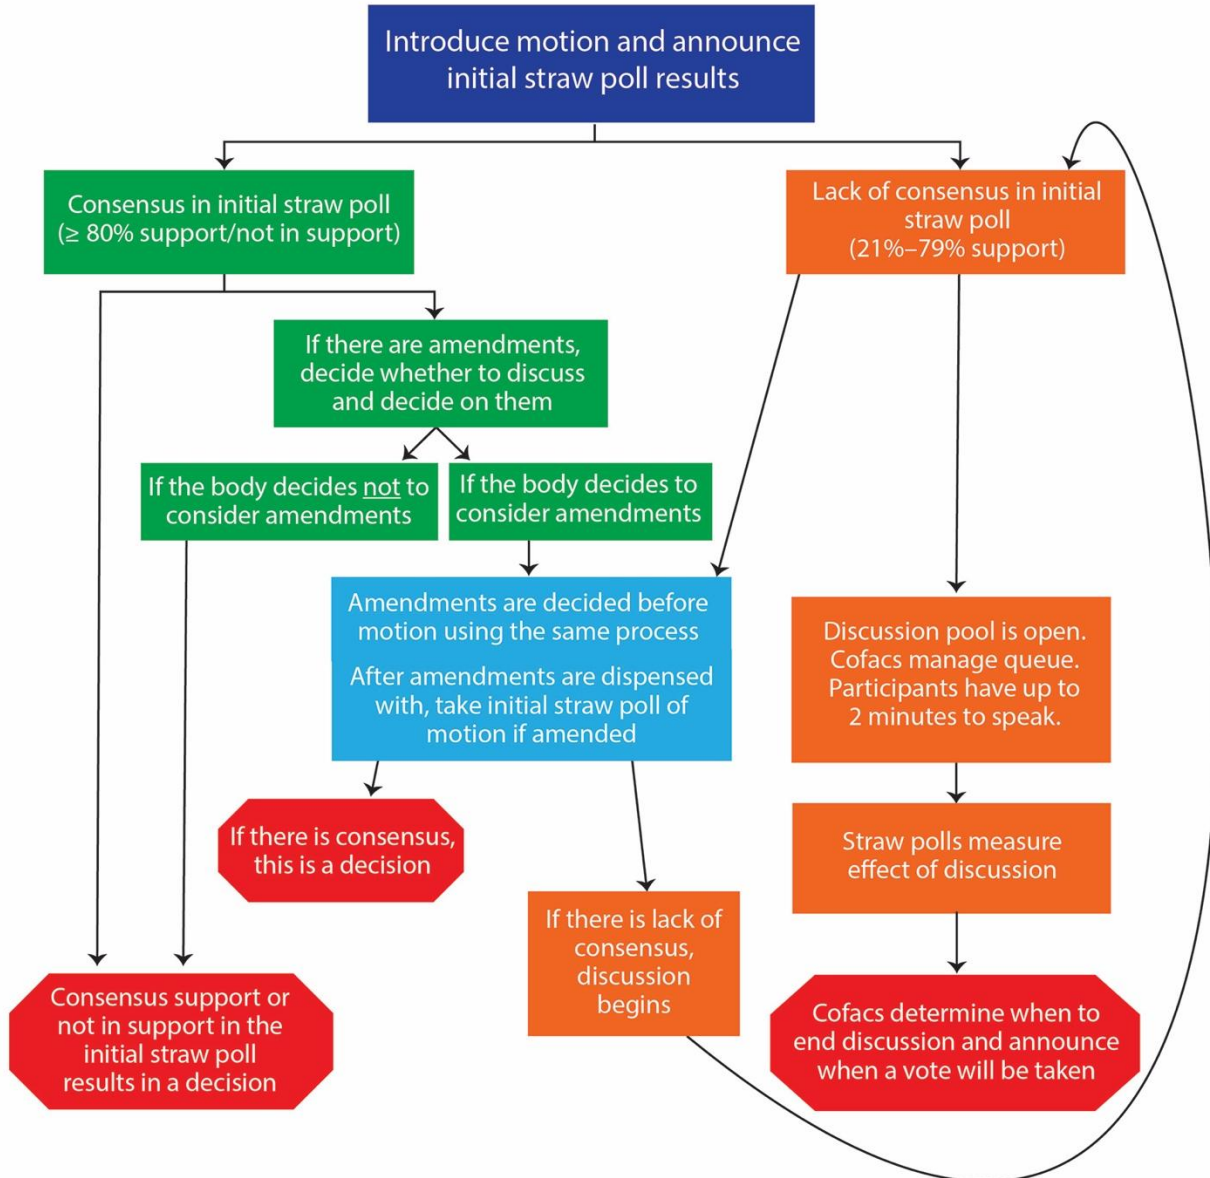 Introduce motion and announce
initial straw poll results
Consensus in initial straw poll
(≥ 80% support/not in support)
Lack of consensus in initial
straw poll
(21%–79% support)
If there are amendments,
decide whether to discuss
and decide on them
If the body decides not to
consider amendments
If the body decides to
consider amendments
Amendments are decided before
motion using the same process
After amendments are dispensed
with, take initial straw poll of
motion if amended
Discussion pool is open.
Cofacs manage queue.
Participants have up to
2 minutes to speak.
If there is consensus,
this is a decision
Straw polls measure
effect of discussion
If there is lack of
consensus,
discussion
begins
Consensus support or
not in support in the
initial straw poll
results in a decision
Cofacs determine when to
end discussion and announce
when a vote will be taken